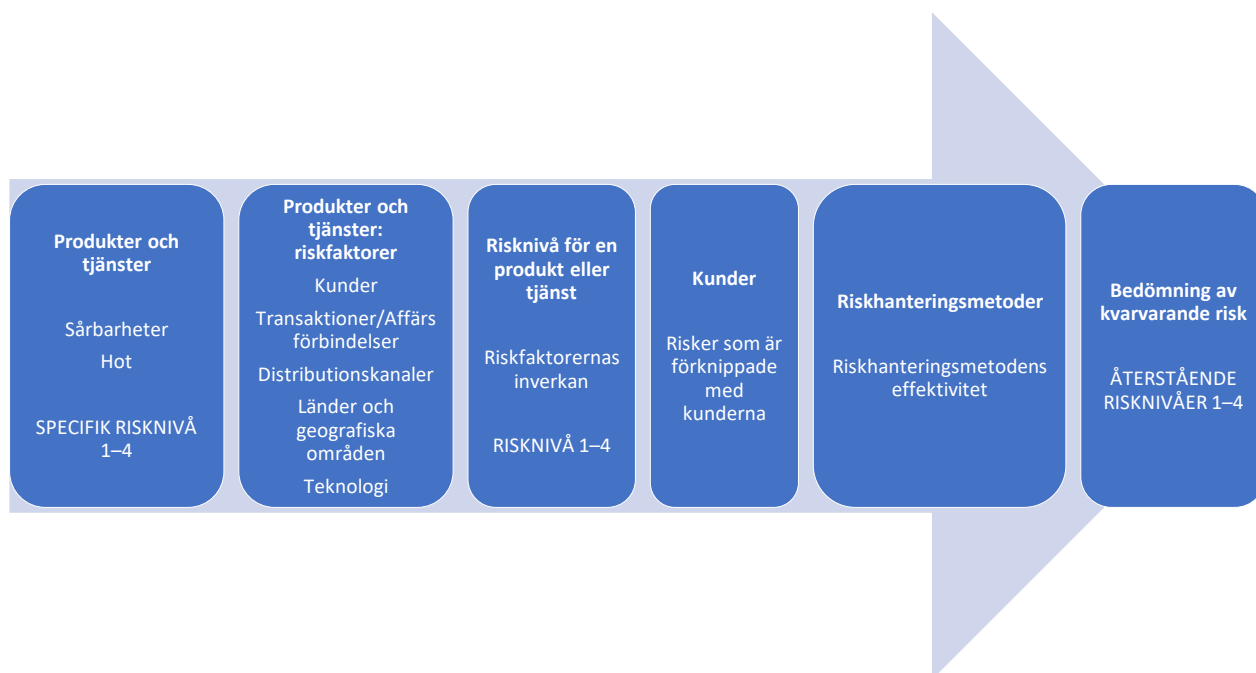 Produkter och
tjänster
Sårbarheter
Hot
SPECIFIK RISKNIVÅ
1–4
Produkter och
tjänster:
riskfaktorer
Kunder
Transaktioner/Affärs
förbindelser
Distributionskanaler
Länder och
geografiska
områden
Teknologi
Risknivå för en
produkt eller
tjänst
Riskfaktorernas
inverkan
RISKNIVÅ 1–4
Kunder
Risker som är
förknippade
med
kunderna
Riskhanteringsmetoder
Riskhanteringsmetodens
effektivitet
Bedömning av
kvarvarande risk
ÅTERSTÅENDE
RISKNIVÅER 1–4